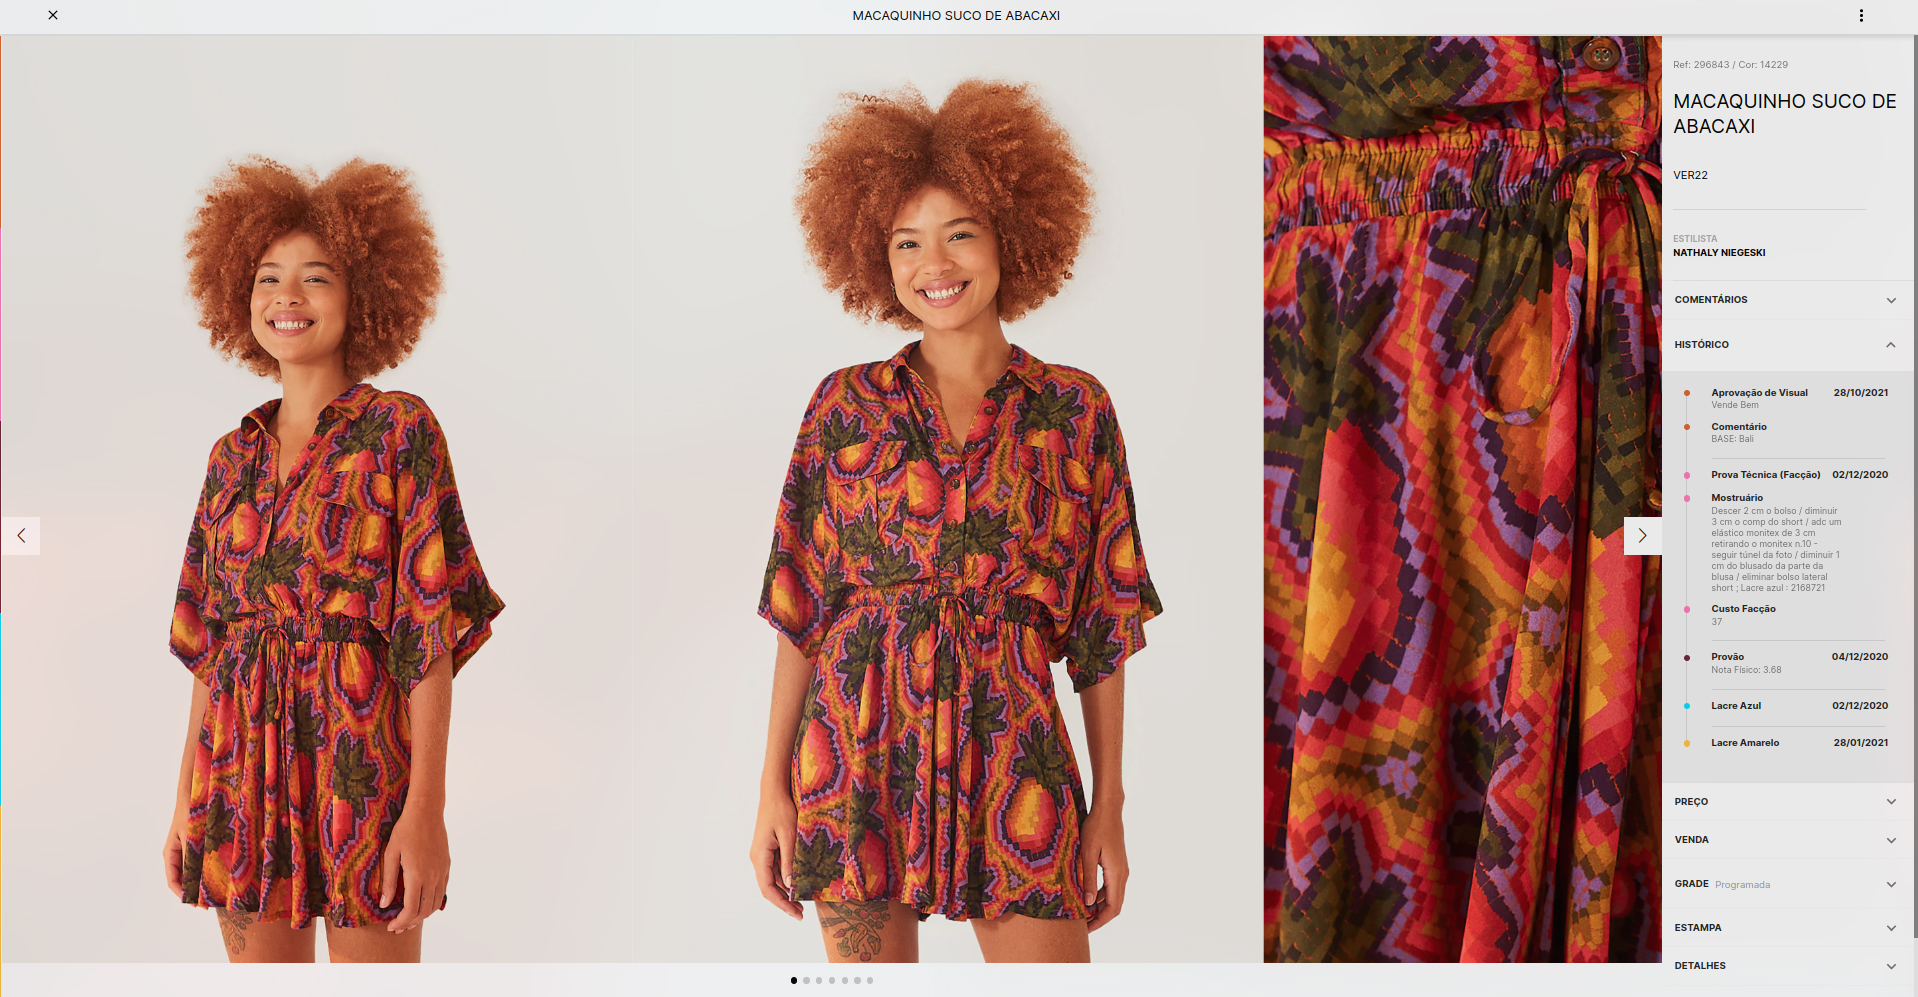 MACAQUINHO SUCO DE ABACAXI
Ref: 296843 / Cor: 14229
MACAQUINHO SUCO DE
ABACAXI
VER22
ESTILISTA
NATHALY NIEGESKI
COMENTÁRIOS
HISTÓRICO
Aprovação de Visual 28/10/2021
Vende Bem
Comentário
BASE: Bali
Prova Técnica (Facção) 02/12/2020
Mostruário
Descer 2 cm o bolso / diminuir
3 cm o comp do short / adc um
elástico monitex de 3 cm
retirando o monitex n.10 -
seguir túnel da foto / diminuir 1
cm do blusado da parte da
blusa / eliminar bolso lateral
short ; Lacre azul : 2168721
Custo Facção
37
Provão 04/12/2020
Nota Físico: 3.68
Lacre Azul 02/12/2020
Lacre Amarelo 28/01/2021
PREÇO
VENDA
GRADE Programada
ESTAMPA
DETALHES